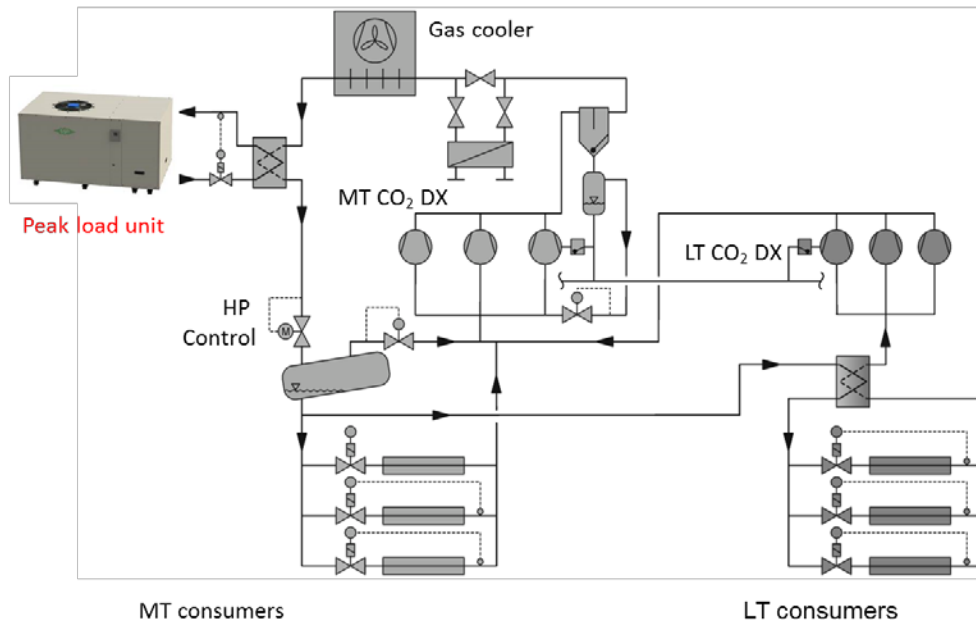 Gas cooler
MT CO₂ DX
Peak load unit
LT CO₂ DX
HP
Control
M
MT consumers
LT consumers